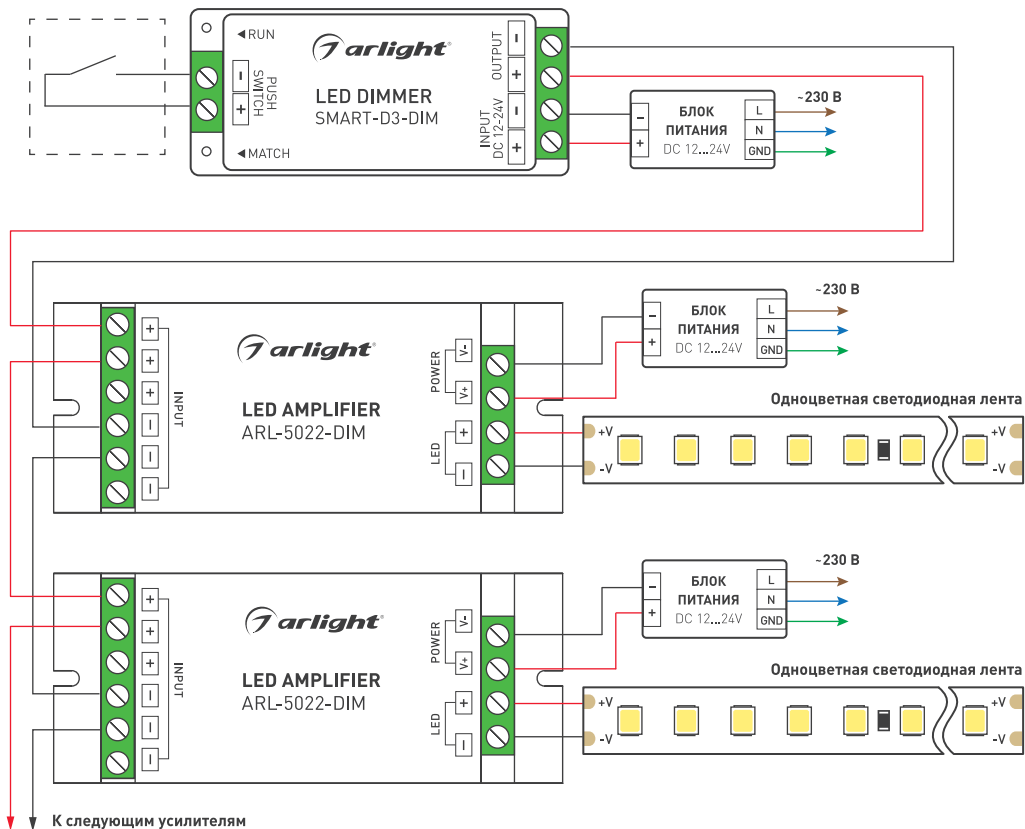 ◄RUN
arlight®
LED DIMMER
SMART-D3-DIM
◄MATCH
− +
PUSH
SWITCH
OUTPUT
− +
INPUT
DC 12-24V
− +
− +
БЛОК
ПИТАНИЯ
DC 12...24V
L
N
GND
~230 В
+
+
+
−
−
−
INPUT
arlight®
LED AMPLIFIER
ARL-5022-DIM
POWER
V-
V+
LED
+
−
−
+
БЛОК
ПИТАНИЯ
DC 12...24V
L
N
GND
~230 В
Одноцветная светодиодная лента
+V
-V
+V
-V
+
+
+
−
−
−
INPUT
arlight®
LED AMPLIFIER
ARL-5022-DIM
POWER
V-
V+
LED
+
−
−
+
БЛОК
ПИТАНИЯ
DC 12...24V
L
N
GND
~230 В
Одноцветная светодиодная лента
+V
-V
+V
-V
К следующим усилителям